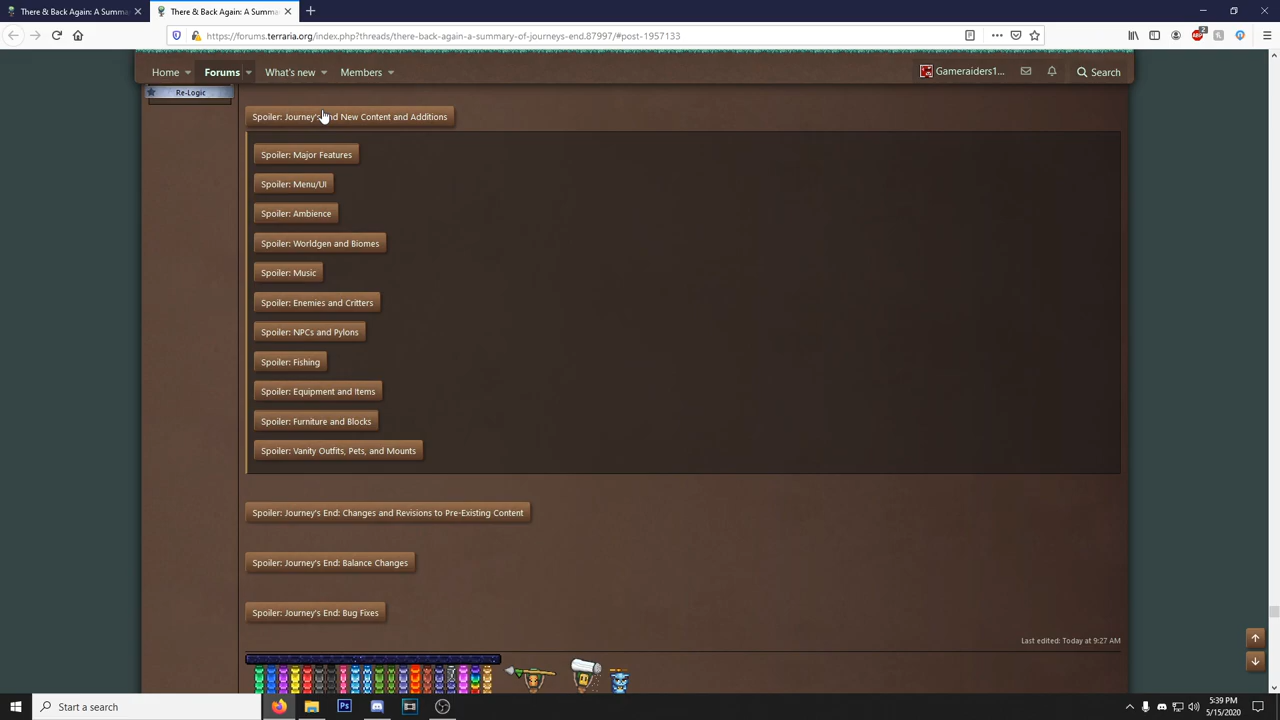 There & Back Again: A Summa
There & Back Again: A Summa
https://forums.terraria.org/index.php?threads/there-back-again-a-summary-of-journeys-end.87997/#post-1957133
Home
Forums
What's new
Members
Gameraiders1...
Search
Re-Logic
Spoiler: Journey's End New Content and Additions
Spoiler: Major Features
Spoiler: Menu/UI
Spoiler: Ambience
Spoiler: Worldgen and Biomes
Spoiler: Music
Spoiler: Enemies and Critters
Spoiler: NPCs and Pylons
Spoiler: Fishing
Spoiler: Equipment and Items
Spoiler: Furniture and Blocks
Spoiler: Vanity Outfits, Pets, and Mounts
Spoiler: Journey's End: Changes and Revisions to Pre-Existing Content
Spoiler: Journey's End: Balance Changes
Spoiler: Journey's End: Bug Fixes
Last edited: Today at 9:27 AM
Start a search
5:39 PM
5/15/2020